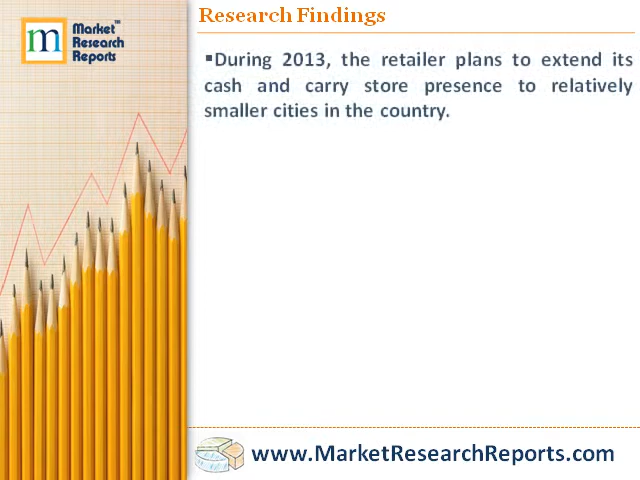 Market
Research
Reports
™
m
Research Findings
▪During 2013, the retailer plans to extend its
cash and carry store presence to relatively
smaller cities in the country.
www.MarketResearchReports.com